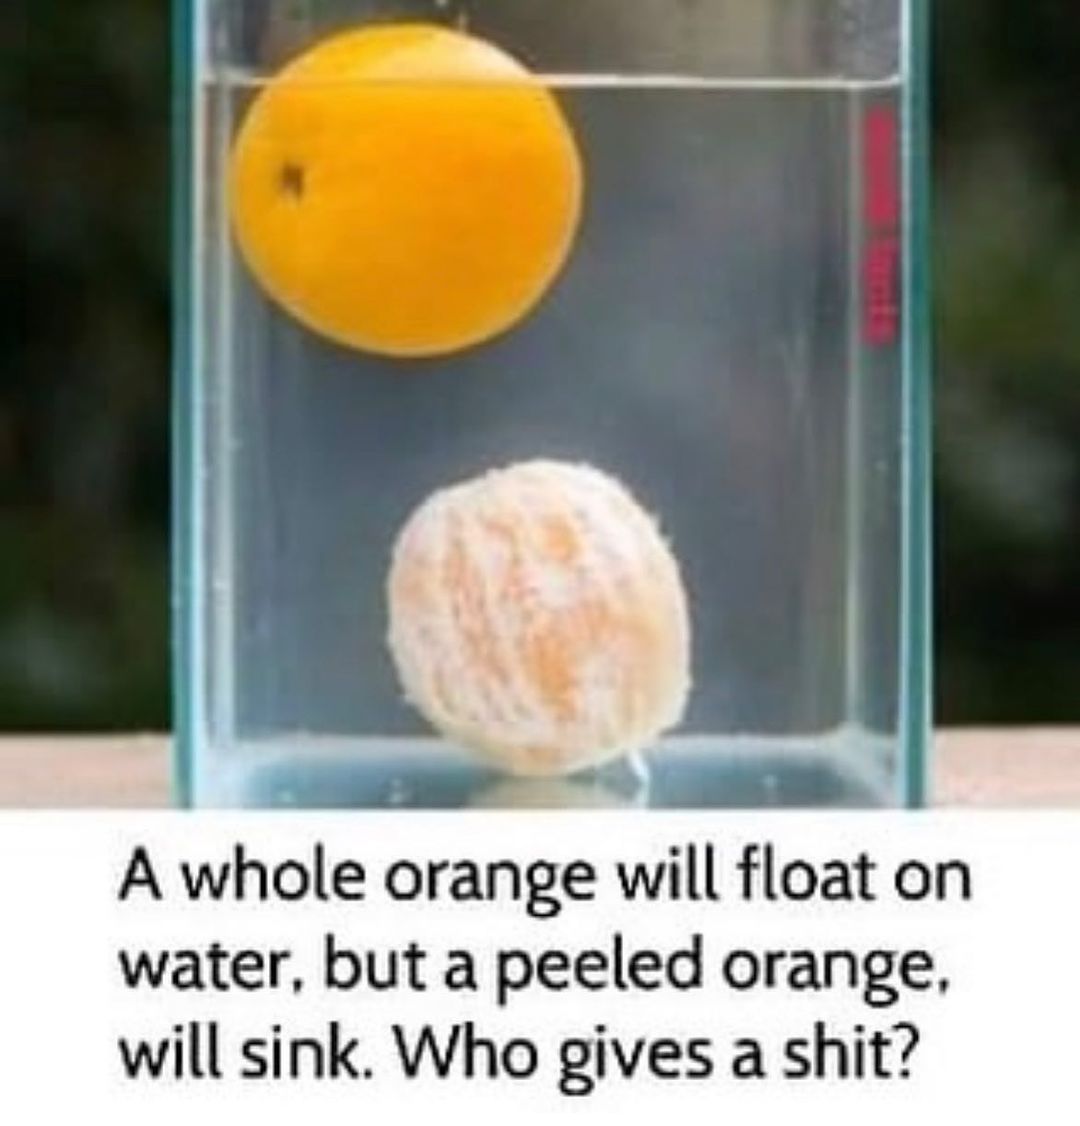 A whole orange will float on
water, but a peeled orange,
will sink. Who gives a shit?